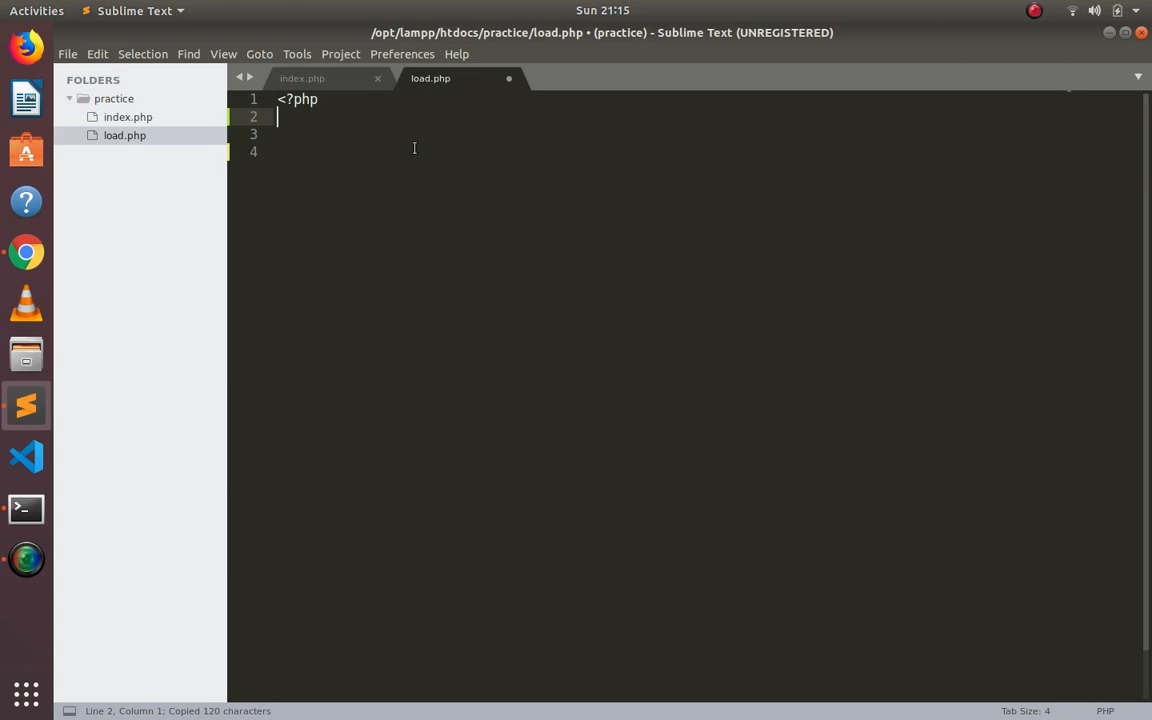 Activities Sublime Text Sun 21:15
/opt/lampp/htdocs/practice/load.php • (practice) - Sublime Text (UNREGISTERED)
File Edit Selection Find View Goto Tools Project Preferences Help
FOLDERS
practice
index.php
load.php
index.php load.php
1 <?php
2
3
4
Line 2, Column 1; Copied 120 characters Tab Size: 4 PHP